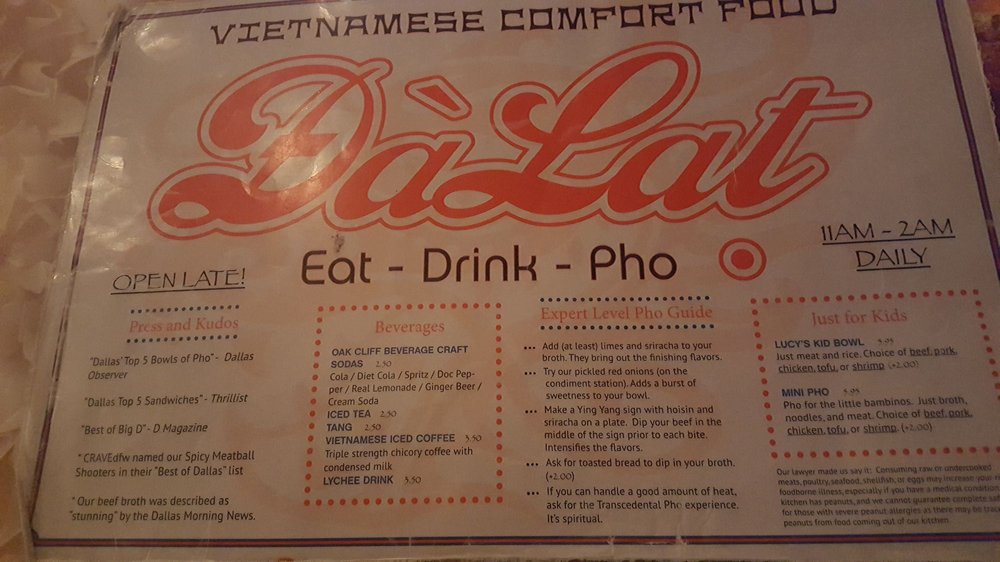 VIETNAMESE COMFORT FOOD
ĐàLat
Eat - Drink - Pho
OPEN LATE!
11AM - 2AM
DAILY
Press and Kudos
"Dallas' Top 5 Bowls of Pho" - Dallas
Observer
"Dallas Top 5 Sandwiches" - Thrillist
"Best of Big D" - D Magazine
" CRAVEdfw named our Spicy Meatball
Shooters in their "Best of Dallas" list
" Our beef broth was described as
"stunning" by the Dallas Morning News.
Beverages
OAK CLIFF BEVERAGE CRAFT
SODAS 2.50
Cola / Diet Cola / Spritz / Doc Pep-
per / Real Lemonade / Ginger Beer /
Cream Soda
ICED TEA 2.50
TANG 2.50
VIETNAMESE ICED COFFEE 3.50
Triple strength chicory coffee with
condensed milk
LYCHEE DRINK 3.50
Expert Level Pho Guide
••• Add (at least) limes and sriracha to your
broth. They bring out the finishing flavors.
••• Try our pickled red onions (on the
condiment station). Adds a burst of
sweetness to your bowl.
••• Make a Ying Yang sign with hoisin and
sriracha on a plate. Dip your beef in the
middle of the sign prior to each bite.
Intensifies the flavors.
••• Ask for toasted bread to dip in your broth.
(+2.00)
••• If you can handle a good amount of heat,
ask for the Transcedental Pho experience.
It's spiritual.
Just for Kids
LUCY'S KID BOWL 5.95
Just meat and rice. Choice of beef, pork,
chicken, tofu, or shrimp (+2.00)
MINI PHO 5.95
Pho for the little bambinos. Just broth,
noodles, and meat. Choice of beef, pork,
chicken, tofu, or shrimp. (+2.00)
Our lawyer made us say it: Consuming raw or undercooked
meats, poultry, seafood, shellfish, or eggs may increase your
foodborne illness, especially if you have a medical condition.
kitchen has peanuts, and we cannot guarantee complete
for those with severe peanut allergies as there may be
peanuts from food coming out of our kitchen